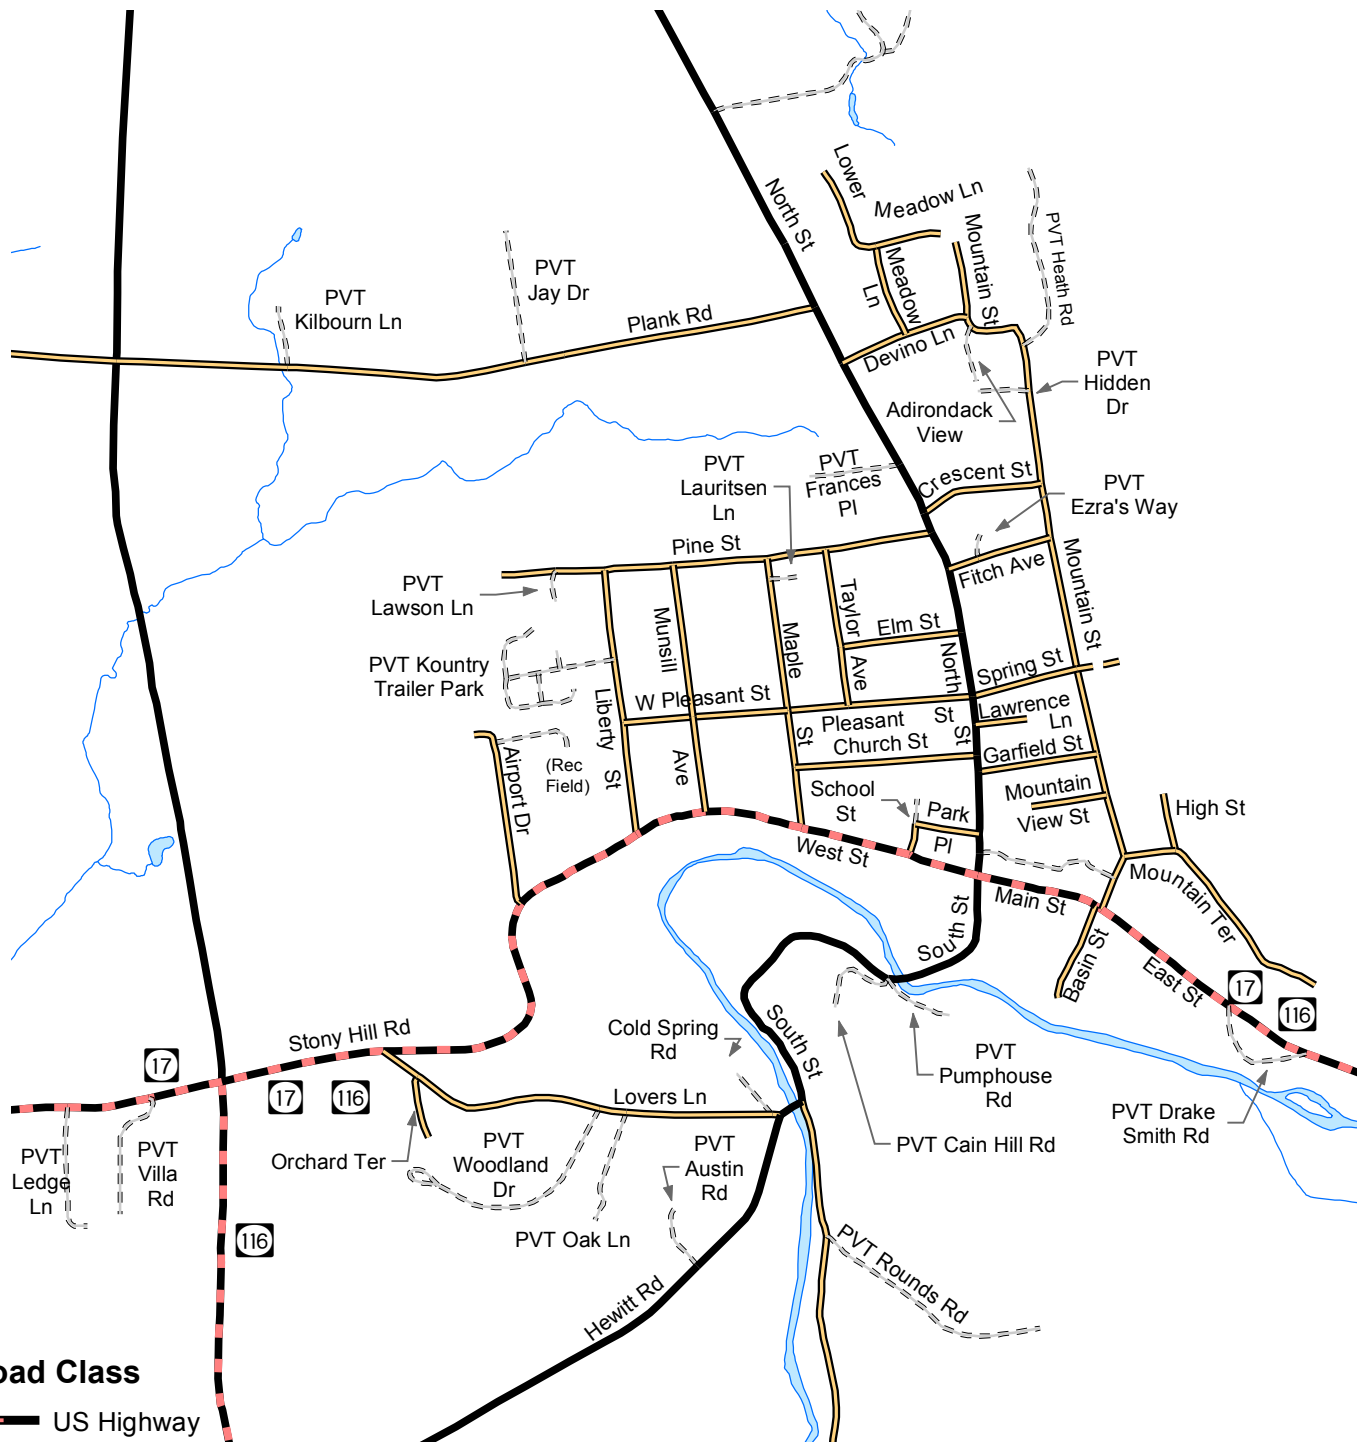 Lower
Meadow Ln
North St
Mountain St
PVT Heath Rd
Meadow
Ln
PVT
Jay Dr
PVT
Kilbourn Ln
Plank Rd
Devino Ln
PVT
Hidden
Dr
Adirondack
View
PVT
Lauritsen
Ln
PVT
Frances
Pl
Crescent St
PVT
Ezra's Way
Pine St
Fitch Ave
Mountain St
PVT
Lawson Ln
Munsill
Ave
Maple
St
Taylor
Ave
Elm St
North
St
PVT Kountry
Trailer Park
Liberty
St
W Pleasant St
Spring St
Pleasant
St
Lawrence
Ln
Church St
Garfield St
Airport Dr
(Rec
Field)
School
St
Park
Pl
Mountain
View St
High St
West St
Main St
Mountain Ter
South St
Basin St
East St
17
116
Stony Hill Rd
Cold Spring
Rd
South St
PVT
Pumphouse
Rd
17
17
116
Lovers Ln
PVT Drake
Smith Rd
PVT
Ledge
Ln
PVT
Villa
Rd
Orchard Ter
PVT
Woodland
Dr
PVT
Austin
Rd
PVT Cain Hill Rd
116
PVT Oak Ln
PVT Rounds Rd
Hewitt Rd
oad Class
US Highway